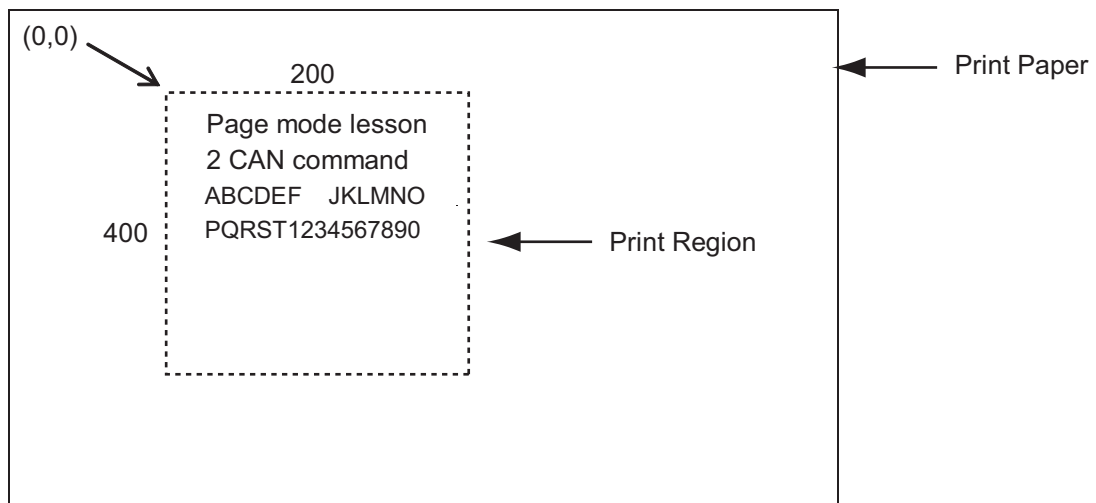 (0,0)
200
Print Paper
Page mode lesson
2 CAN command
ABCDEF JKLMNO
PQRST1234567890
400
Print Region